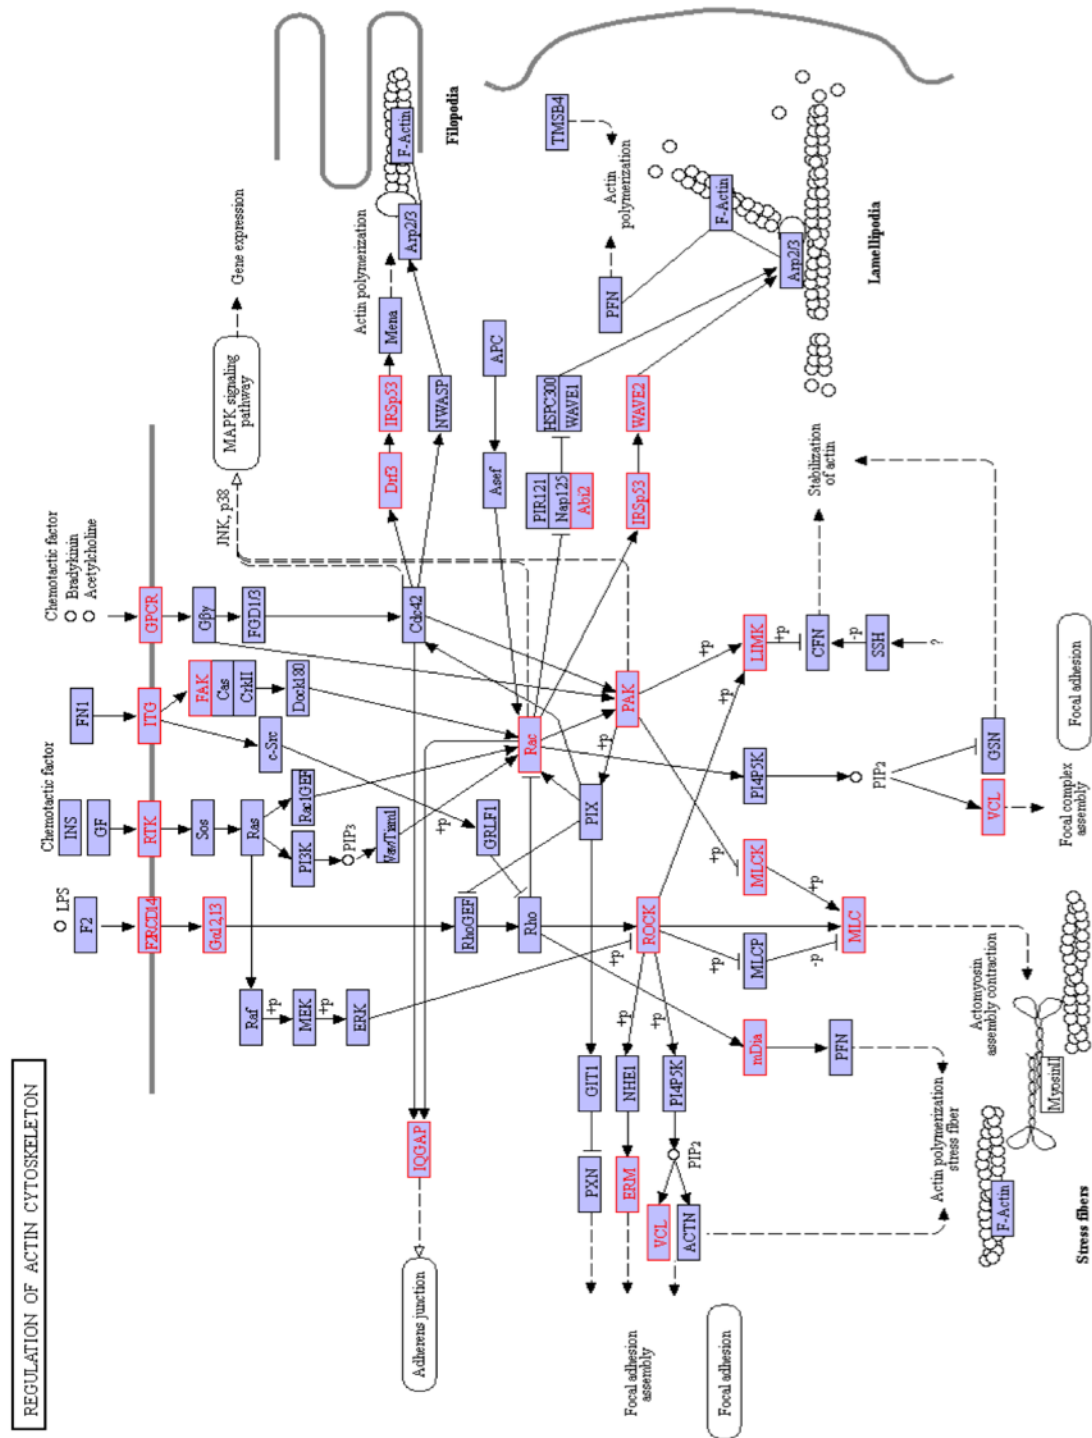 REGULATION OF ACTIN CYTOSKELETON
LPS
F2
F2R
CD14
Gα12,13
Chemotactic factor
INS
GF
RTK
Sos
Ras
Rac1GEF
PI3K
PIP3
Vav/Tiam1
Raf
+p
MEK
+p
ERK
FN1
ITG
FAK
Cas
CrkII
Dock180
c-Src
GRLF1
+p
Chemotactic factor
Bradykinin
Acetylcholine
GPCR
Gβγ
FGD1/3
Cdc42
JNK, p38
MAPK signaling
pathway
Gene expression
Drf3
IRSp53
Mena
Actin polymerization
NWASP
Arp2/3
F-Actin
Filopodia
APC
Asef
PIR121
Nap125
Abi2
HSPC300
WAVE1
IRSp53
WAVE2
PFN
Actin
polymerization
TMSB4
F-Actin
Arp2/3
Lamellipodia
IQGAP
Adherens junction
RhoGEF
Rho
Rac
PIX
PAK
+p
GIT1
PXN
ROCK
+p
NHE1
ERM
+p
PI4P5K
PIP2
VCL
ACTN
Focal adhesion
assembly
Focal adhesion
mDia
PFN
Actin polymerization
stress fiber
+p
MLCP
-p
+p
MLCK
+p
MLC
Actomyosin
assembly contraction
MyosinII
F-Actin
Stress fibers
PI4P5K
PIP2
VCL
GSN
Focal complex
assembly
Focal adhesion
+p
+p
LIMK
+p
CFN
-p
SSH
?
Stabilization
of actin